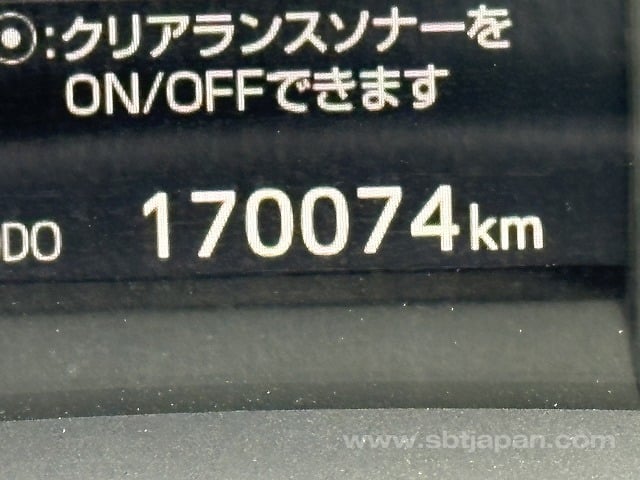 ⦿:クリアランスソナーを
ON/OFFできます
ODO 170074km
www.sbtjapan.com